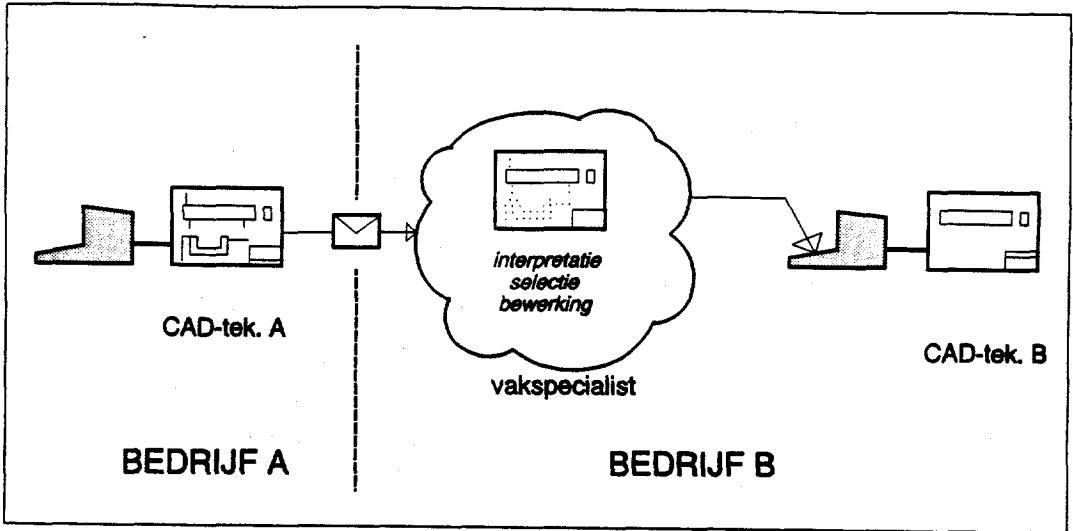 interpretatie
selectie
bewerking
CAD-tek. A
CAD-tek. B
vakspecialist
BEDRIJF A
BEDRIJF B